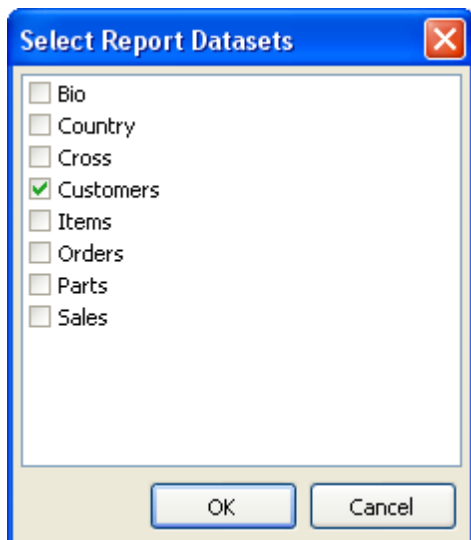 Select Report Datasets
Bio
Country
Cross
Customers
Items
Orders
Parts
Sales
OK Cancel